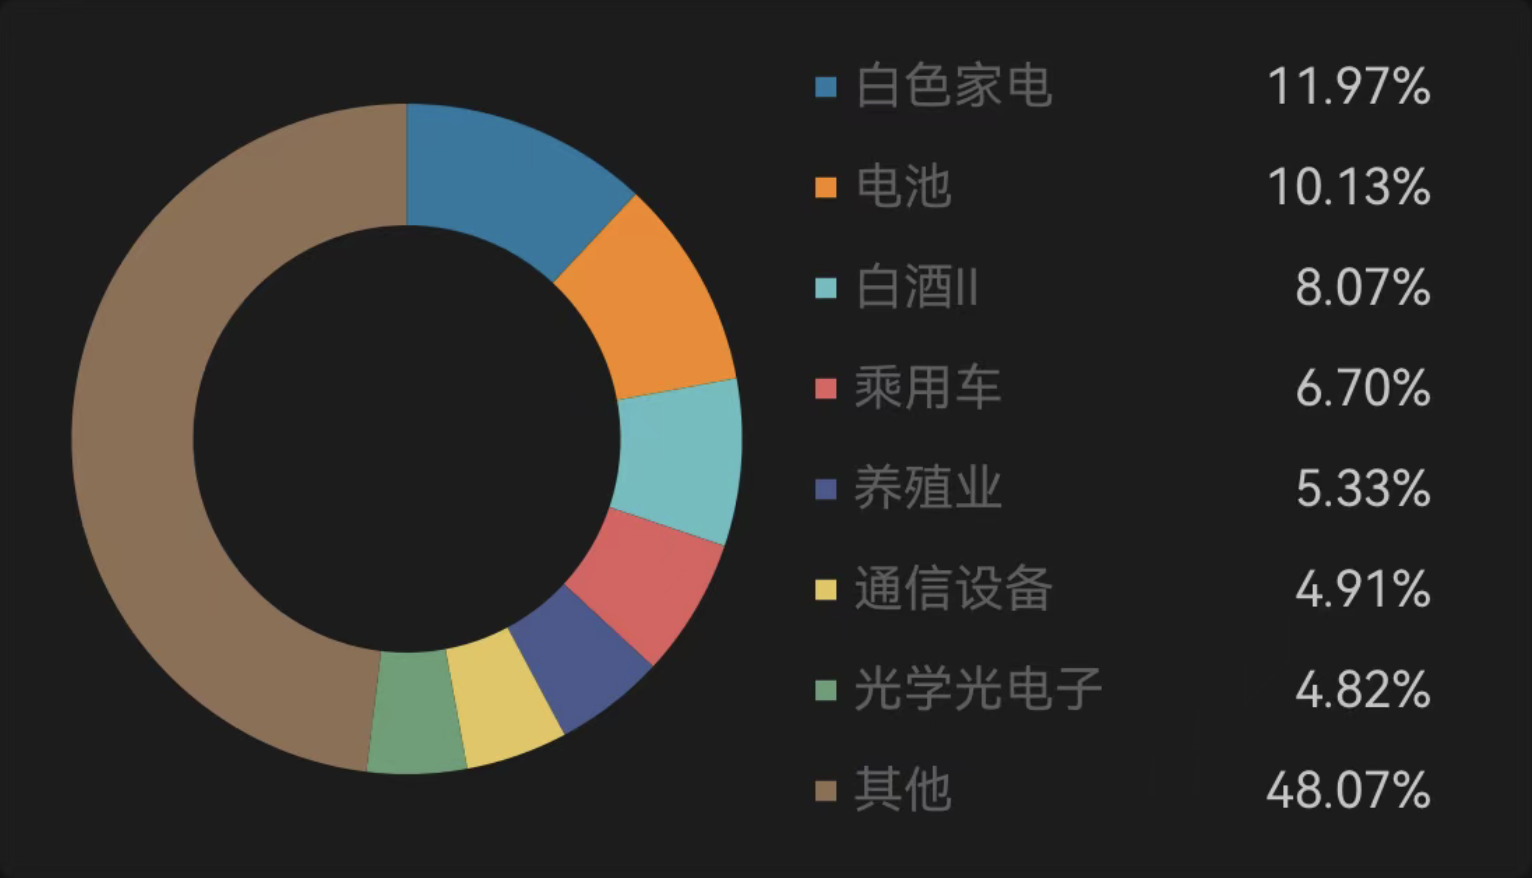 白色家电 11.97%
电池 10.13%
白酒II 8.07%
乘用车 6.70%
养殖业 5.33%
通信设备 4.91%
光学光电子 4.82%
其他 48.07%